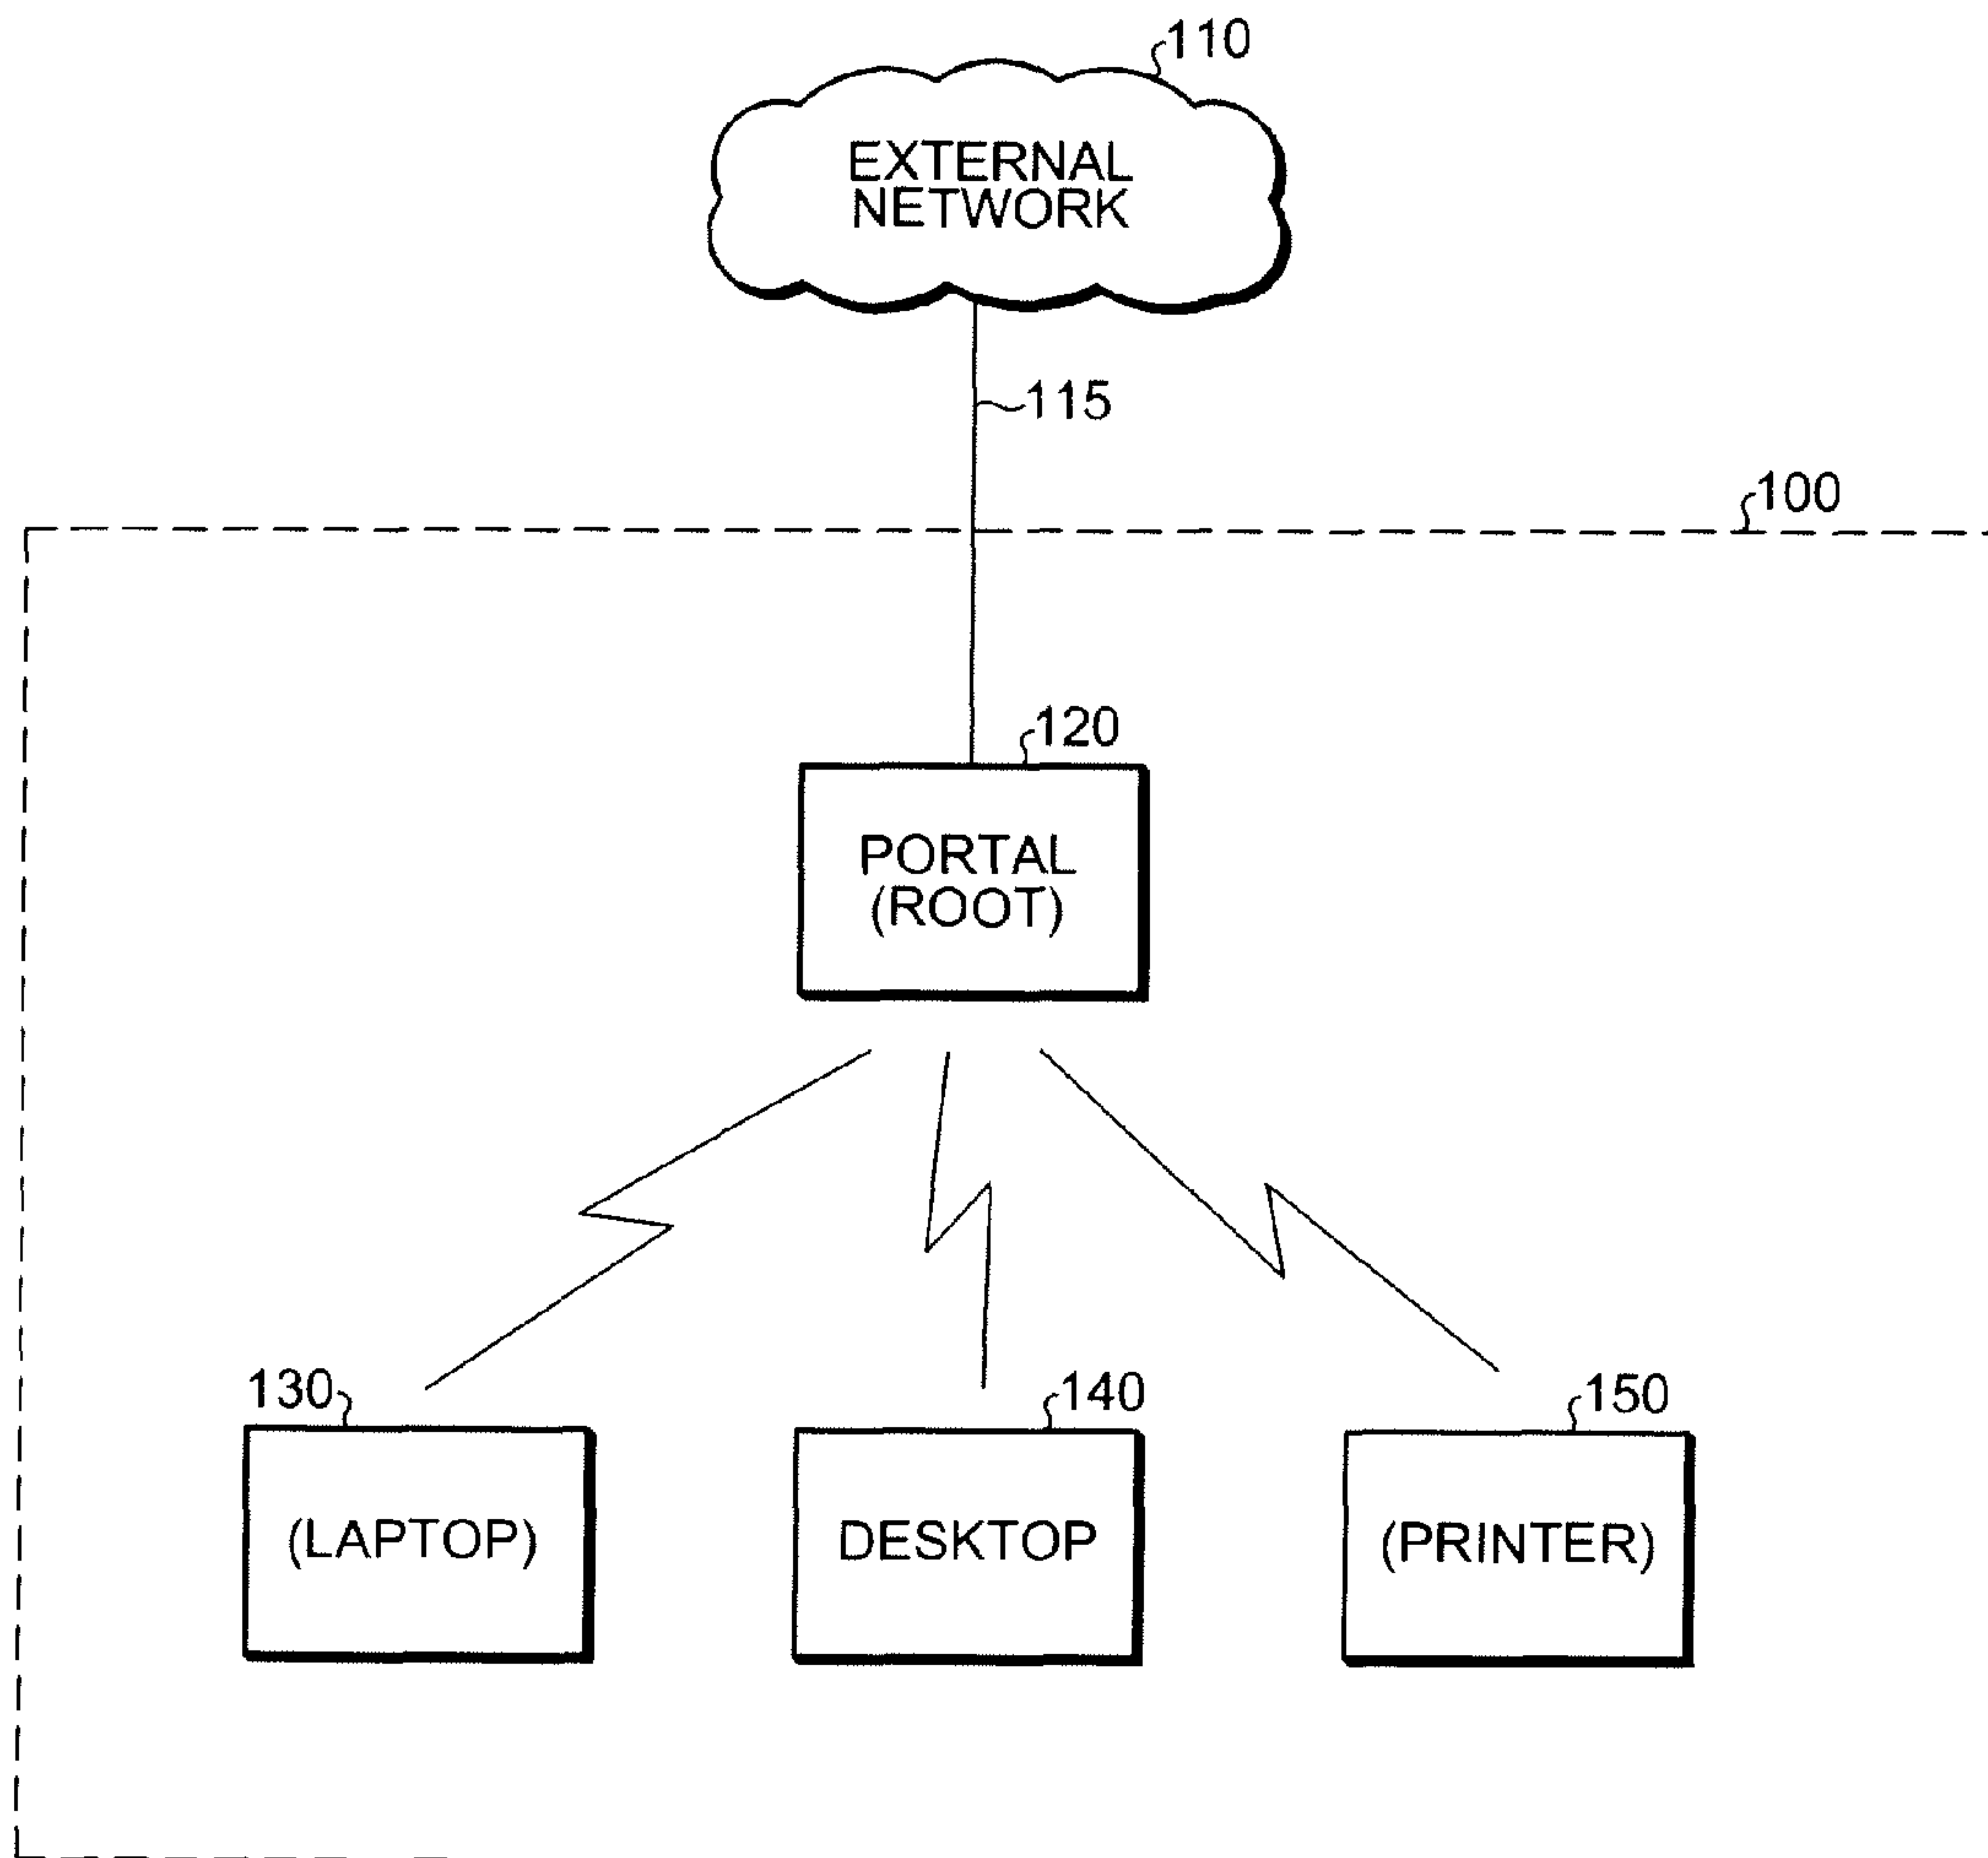 110
EXTERNAL
NETWORK
115
100
120
PORTAL
(ROOT)
130
140
150
(LAPTOP)
DESKTOP
(PRINTER)